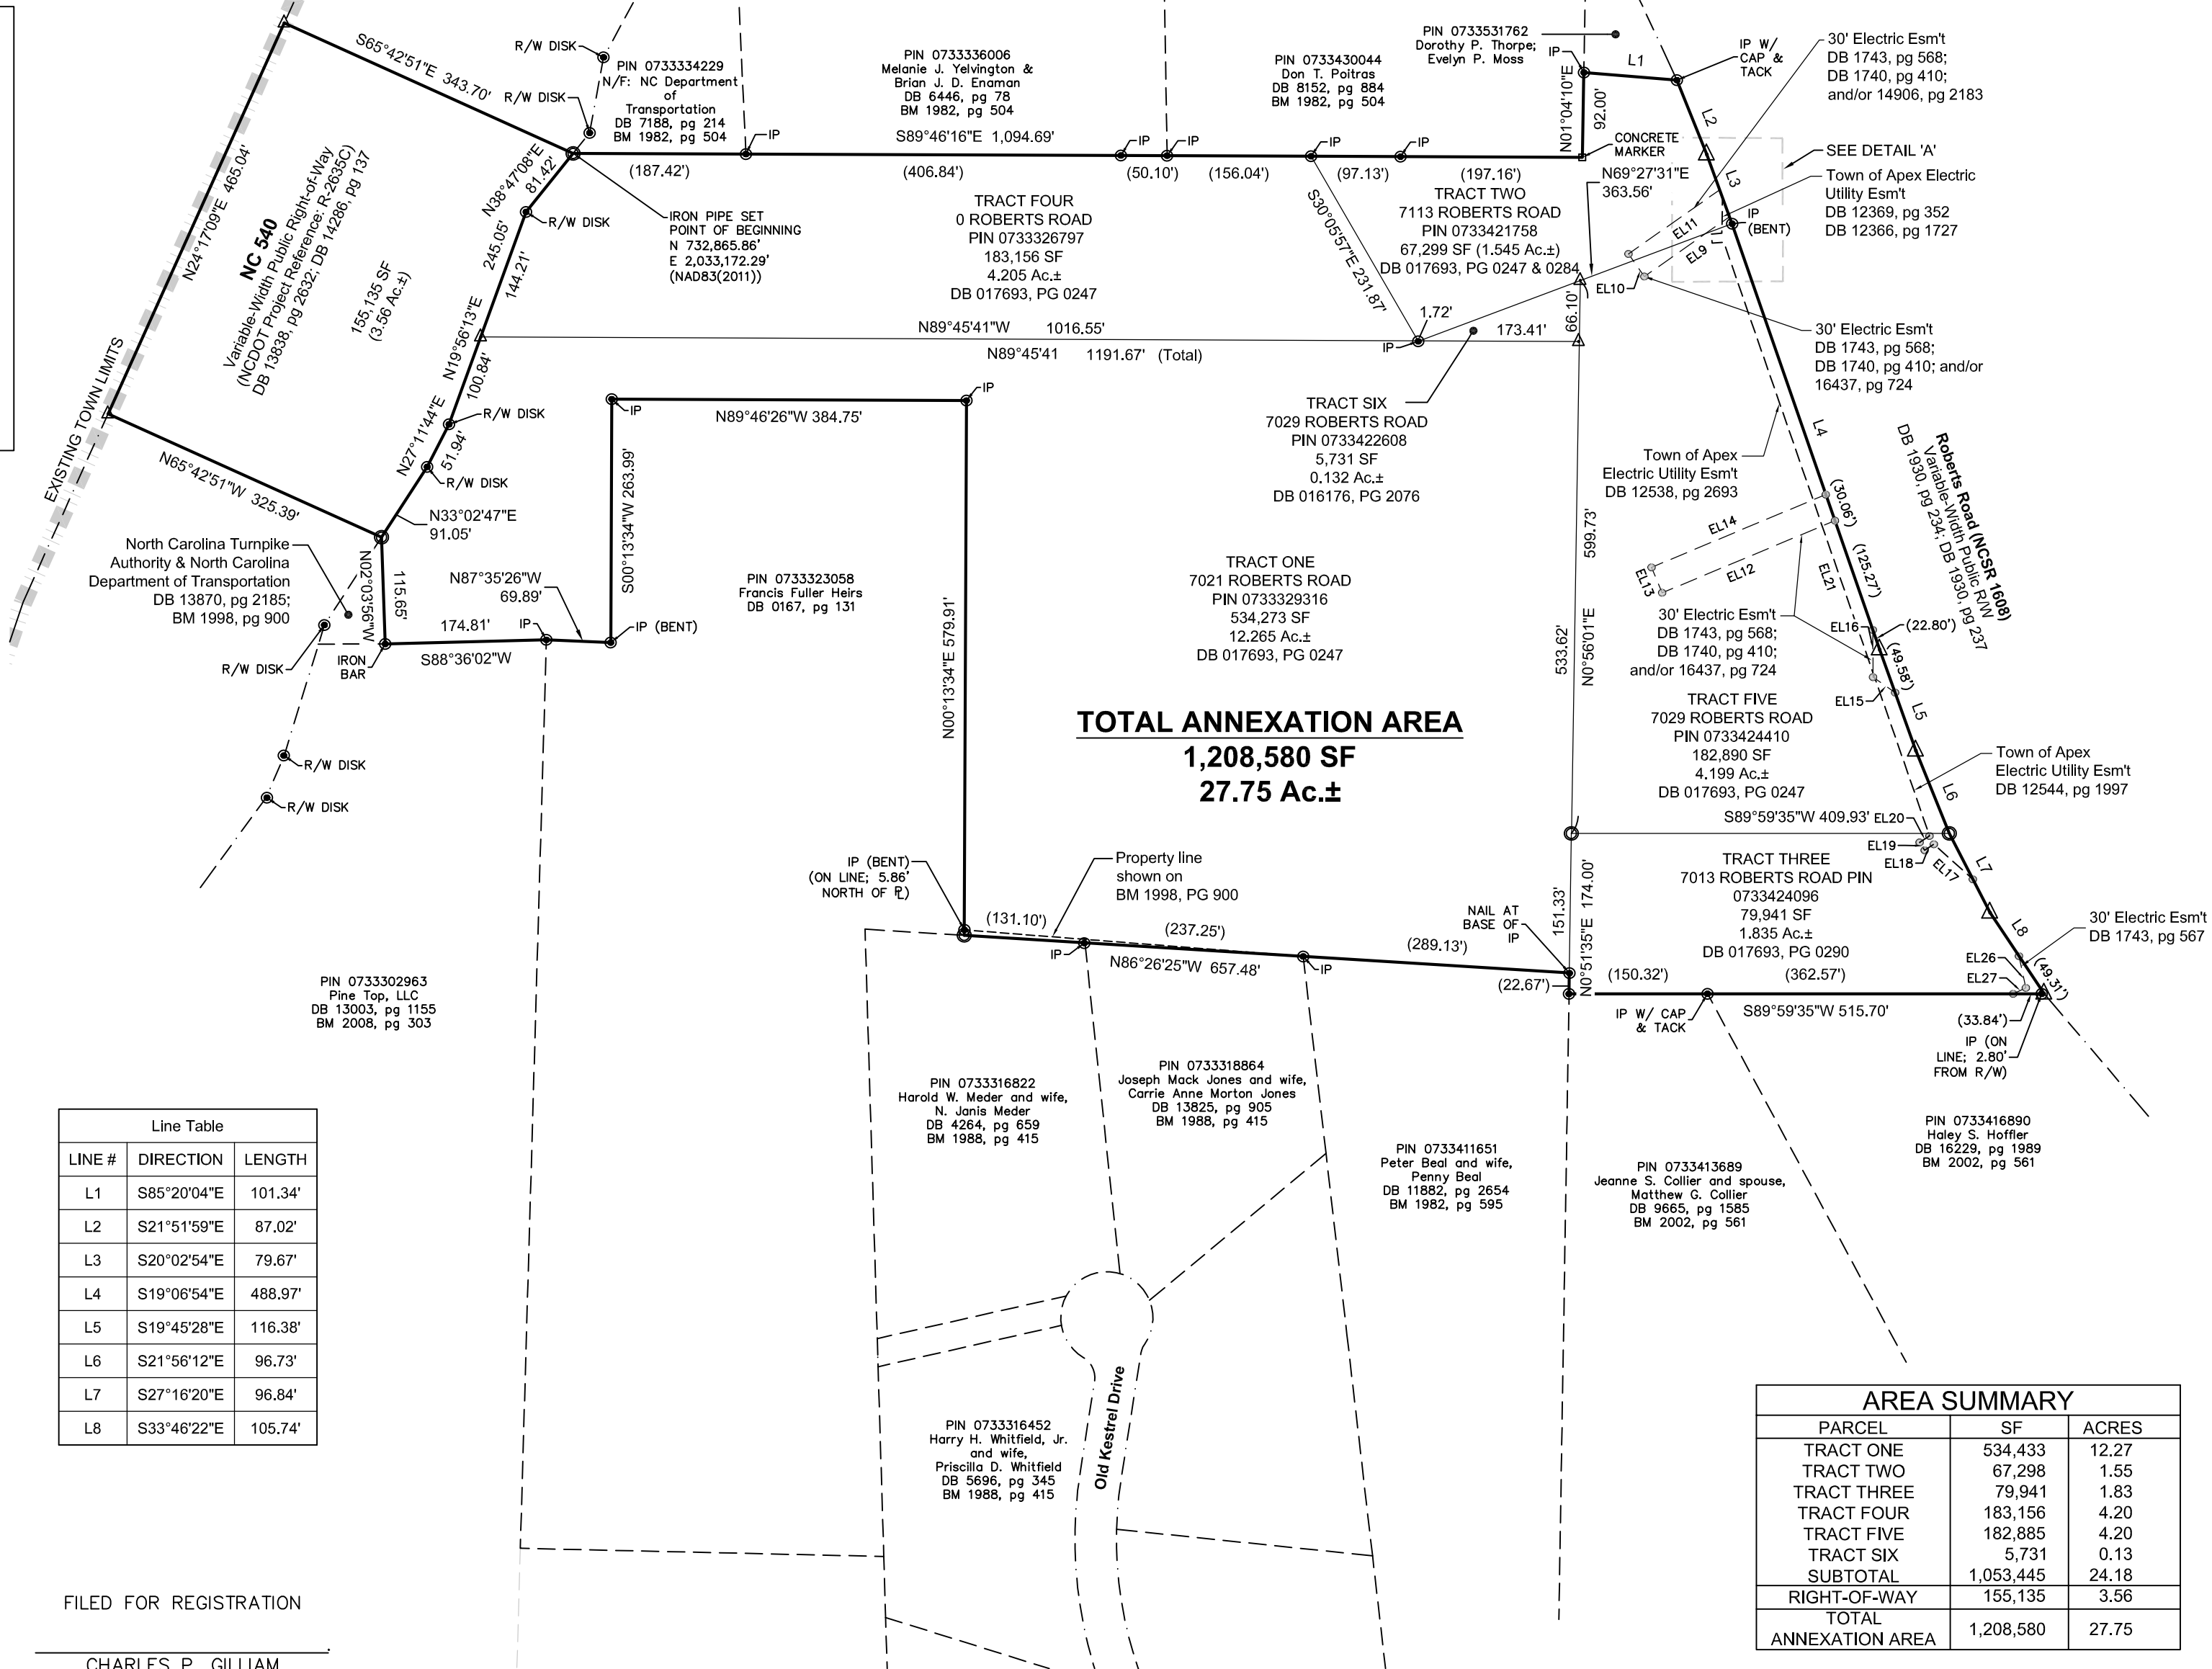 S65°42'51"E 343.70'
R/W DISK
PIN 0733334229
N/F: NC Department
of
Transportation
DB 7188, pg 214
BM 1982, pg 504
R/W DISK
PIN 0733336006
Melanie J. Yelvington &
Brian J. D. Enaman
DB 6446, pg 78
BM 1982, pg 504
S89°46'16"E 1,094.69'
PIN 0733430044
Don T. Poitras
DB 8152, pg 884
BM 1982, pg 504
PIN 0733531762
Dorothy P. Thorpe;
Evelyn P. Moss
IP
L1
IP W/
CAP &
TACK
30' Electric Esm't
DB 1743, pg 568;
DB 1740, pg 410;
and/or 14906, pg 2183
N01°04'10"E
92.00'
L2
CONCRETE
MARKER
SEE DETAIL 'A'
Town of Apex Electric
Utility Esm't
DB 12369, pg 352
DB 12366, pg 1727
L3
IP
(BENT)
N69°27'31"E
363.56'
EL11
EL9
EL10
N24°17'09"E 465.04'
NC 540
Variable-Width Public Right-of-Way
(NCDOT Project Reference: R-2635C)
DB 13838, pg 2632; DB 14286, pg 137
155,135 SF
(3.56 Ac.±)
EXISTING TOWN LIMITS
N38°47'08"E
81.42'
R/W DISK
IP
IP
IP
IP
IP
(187.42')
(406.84')
(50.10')
(156.04')
(97.13')
(197.16')
IRON PIPE SET
POINT OF BEGINNING
N 732,865.86'
E 2,033,172.29'
(NAD83(2011))
TRACT FOUR
0 ROBERTS ROAD
PIN 0733326797
183,156 SF
4.205 Ac.±
DB 017693, PG 0247
TRACT TWO
7113 ROBERTS ROAD
PIN 0733421758
67,299 SF (1.545 Ac.±)
DB 017693, PG 0247 & 0284
S30°05'57"E 231.87'
245.05'
144.21'
N19°56'13"E
100.84'
N89°45'41"W 1016.55'
N89°45'41 1191.67' (Total)
1.72'
173.41'
66.10'
IP
30' Electric Esm't
DB 1743, pg 568;
DB 1740, pg 410; and/or
16437, pg 724
R/W DISK
N27°11'44"E
51.94'
R/W DISK
N33°02'47"E
91.05'
N65°42'51"W 325.39'
IP
N89°46'26"W 384.75'
IP
S00°13'34"W 263.99'
TRACT SIX
7029 ROBERTS ROAD
PIN 0733422608
5,731 SF
0.132 Ac.±
DB 016176, PG 2076
L4
Town of Apex
Electric Utility Esm't
DB 12538, pg 2693
Roberts Road (NCSR 1608)
Variable-Width Public R/W
DB 1930, pg 234; DB 1930, pg 237
(30.06')
EL14
EL12
EL13
EL21
(125.27')
North Carolina Turnpike
Authority & North Carolina
Department of Transportation
DB 13870, pg 2185;
BM 1998, pg 900
N02°03'56"W
115.65'
R/W DISK
IRON
BAR
174.81'
S88°36'02"W
IP
N87°35'26"W
69.89'
IP (BENT)
PIN 0733323058
Francis Fuller Heirs
DB 0167, pg 131
N00°13'34"E 579.91'
TRACT ONE
7021 ROBERTS ROAD
PIN 0733329316
534,273 SF
12.265 Ac.±
DB 017693, PG 0247
599.73'
533.62'
N0°56'01"E
30' Electric Esm't
DB 1743, pg 568;
DB 1740, pg 410;
and/or 16437, pg 724
EL16
(22.80')
(49.58')
EL15
L5
TRACT FIVE
7029 ROBERTS ROAD
PIN 0733424410
182,890 SF
4.199 Ac.±
DB 017693, PG 0247
Town of Apex
Electric Utility Esm't
DB 12544, pg 1997
L6
R/W DISK
R/W DISK
TOTAL ANNEXATION AREA
1,208,580 SF
27.75 Ac.±
S89°59'35"W 409.93'
EL20
EL19
EL18
EL17
L7
IP (BENT)
(ON LINE; 5.86'
NORTH OF PL)
Property line
shown on
BM 1998, PG 900
(131.10')
(237.25')
(289.13')
IP
N86°26'25"W 657.48'
IP
NAIL AT
BASE OF
IP
151.33'
N0°51'35"E 174.00'
(22.67')
TRACT THREE
7013 ROBERTS ROAD PIN
0733424096
79,941 SF
1.835 Ac.±
DB 017693, PG 0290
(150.32')
(362.57')
L8
30' Electric Esm't
DB 1743, pg 567
EL26
EL27
(49.31')
IP W/ CAP
& TACK
S89°59'35"W 515.70'
(33.84')
IP (ON
LINE; 2.80'
FROM R/W)
PIN 0733302963
Pine Top, LLC
DB 13003, pg 1155
BM 2008, pg 303
PIN 0733316822
Harold W. Meder and wife,
N. Janis Meder
DB 4264, pg 659
BM 1988, pg 415
PIN 0733318864
Joseph Mack Jones and wife,
Carrie Anne Morton Jones
DB 13825, pg 905
BM 1988, pg 415
PIN 0733411651
Peter Beal and wife,
Penny Beal
DB 11882, pg 2654
BM 1982, pg 595
PIN 0733413689
Jeanne S. Collier and spouse,
Matthew G. Collier
DB 9665, pg 1585
BM 2002, pg 561
PIN 0733416890
Haley S. Hoffler
DB 16229, pg 1989
BM 2002, pg 561
Line Table
LINE # DIRECTION LENGTH
L1 S85°20'04"E 101.34'
L2 S21°51'59"E 87.02'
L3 S20°02'54"E 79.67'
L4 S19°06'54"E 488.97'
L5 S19°45'28"E 116.38'
L6 S21°56'12"E 96.73'
L7 S27°16'20"E 96.84'
L8 S33°46'22"E 105.74'
PIN 0733316452
Harry H. Whitfield, Jr.
and wife,
Priscilla D. Whitfield
DB 5696, pg 345
BM 1988, pg 415
Old Kestrel Drive
AREA SUMMARY
PARCEL SF ACRES
TRACT ONE 534,433 12.27
TRACT TWO 67,298 1.55
TRACT THREE 79,941 1.83
TRACT FOUR 183,156 4.20
TRACT FIVE 182,885 4.20
TRACT SIX 5,731 0.13
SUBTOTAL 1,053,445 24.18
RIGHT-OF-WAY 155,135 3.56
TOTAL
ANNEXATION AREA 1,208,580 27.75
FILED FOR REGISTRATION
CHARLES P. GILLIAM